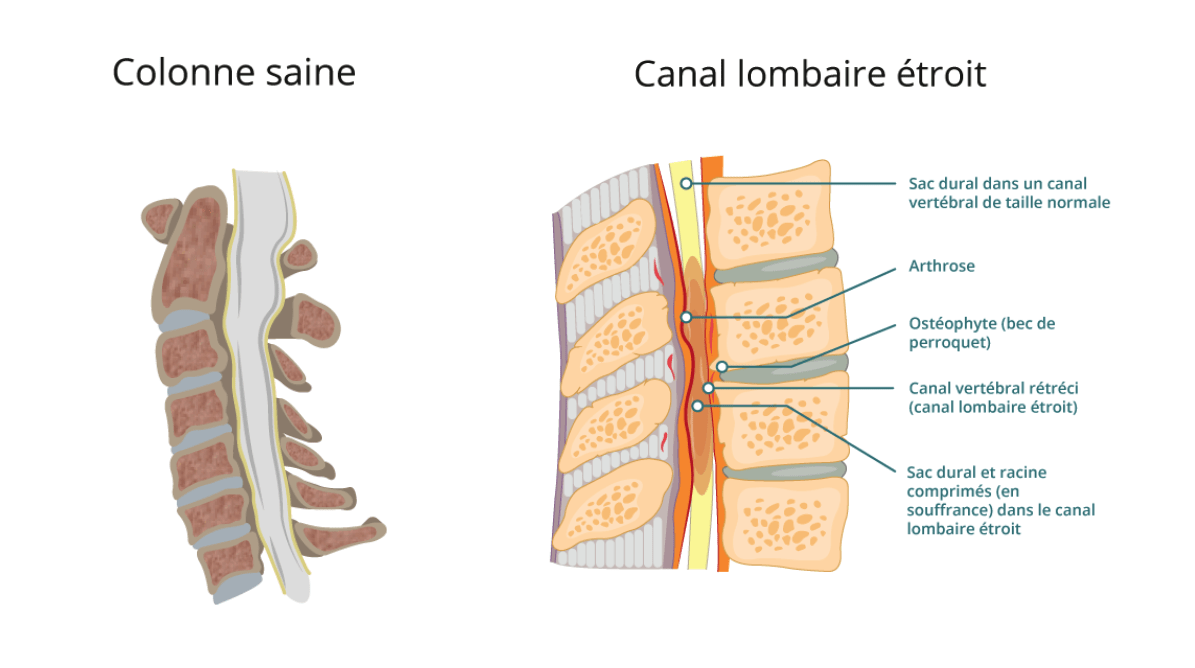 Colonne saine
Canal lombaire étroit
Sac dural dans un canal
vertébral de taille normale
Arthrose
Ostéophyte (bec de
perroquet)
Canal vertébral rétréci
(canal lombaire étroit)
Sac dural et racine
comprimés (en
souffrance) dans le canal
lombaire étroit